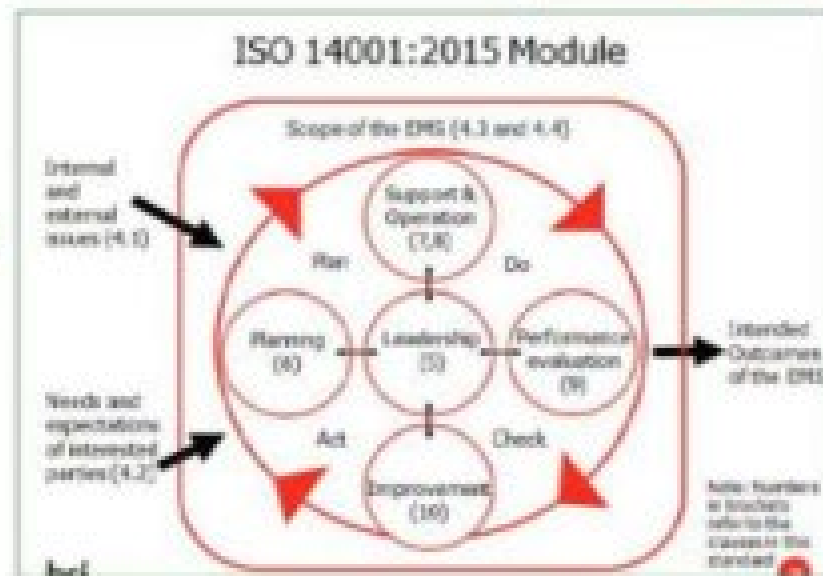 ISO 14001:2015 Module
Scope of the EMS (4.3 and 4.4)
Internal
and
external
issues (4.1)
Support &
Operation
(7,8)
Plan
Do
Planning
(6)
Leadership
(5)
Performance
evaluation
(9)
Intended
Outcomes
of the EMS
Needs and
expectations
of interested
parties (4.2)
Act
Check
Improvement
(10)
Note: Numbers
in brackets
refer to the
clauses in this
standard